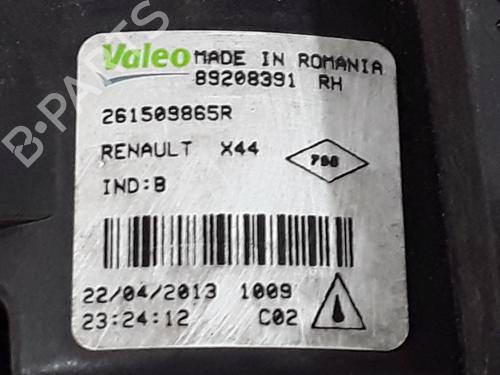 Valeo MADE IN ROMANIA
89208391 RH
261509865R
RENAULT X44
IND:B
22/04/2013 1009
23:24:12 C02
B-PARTS